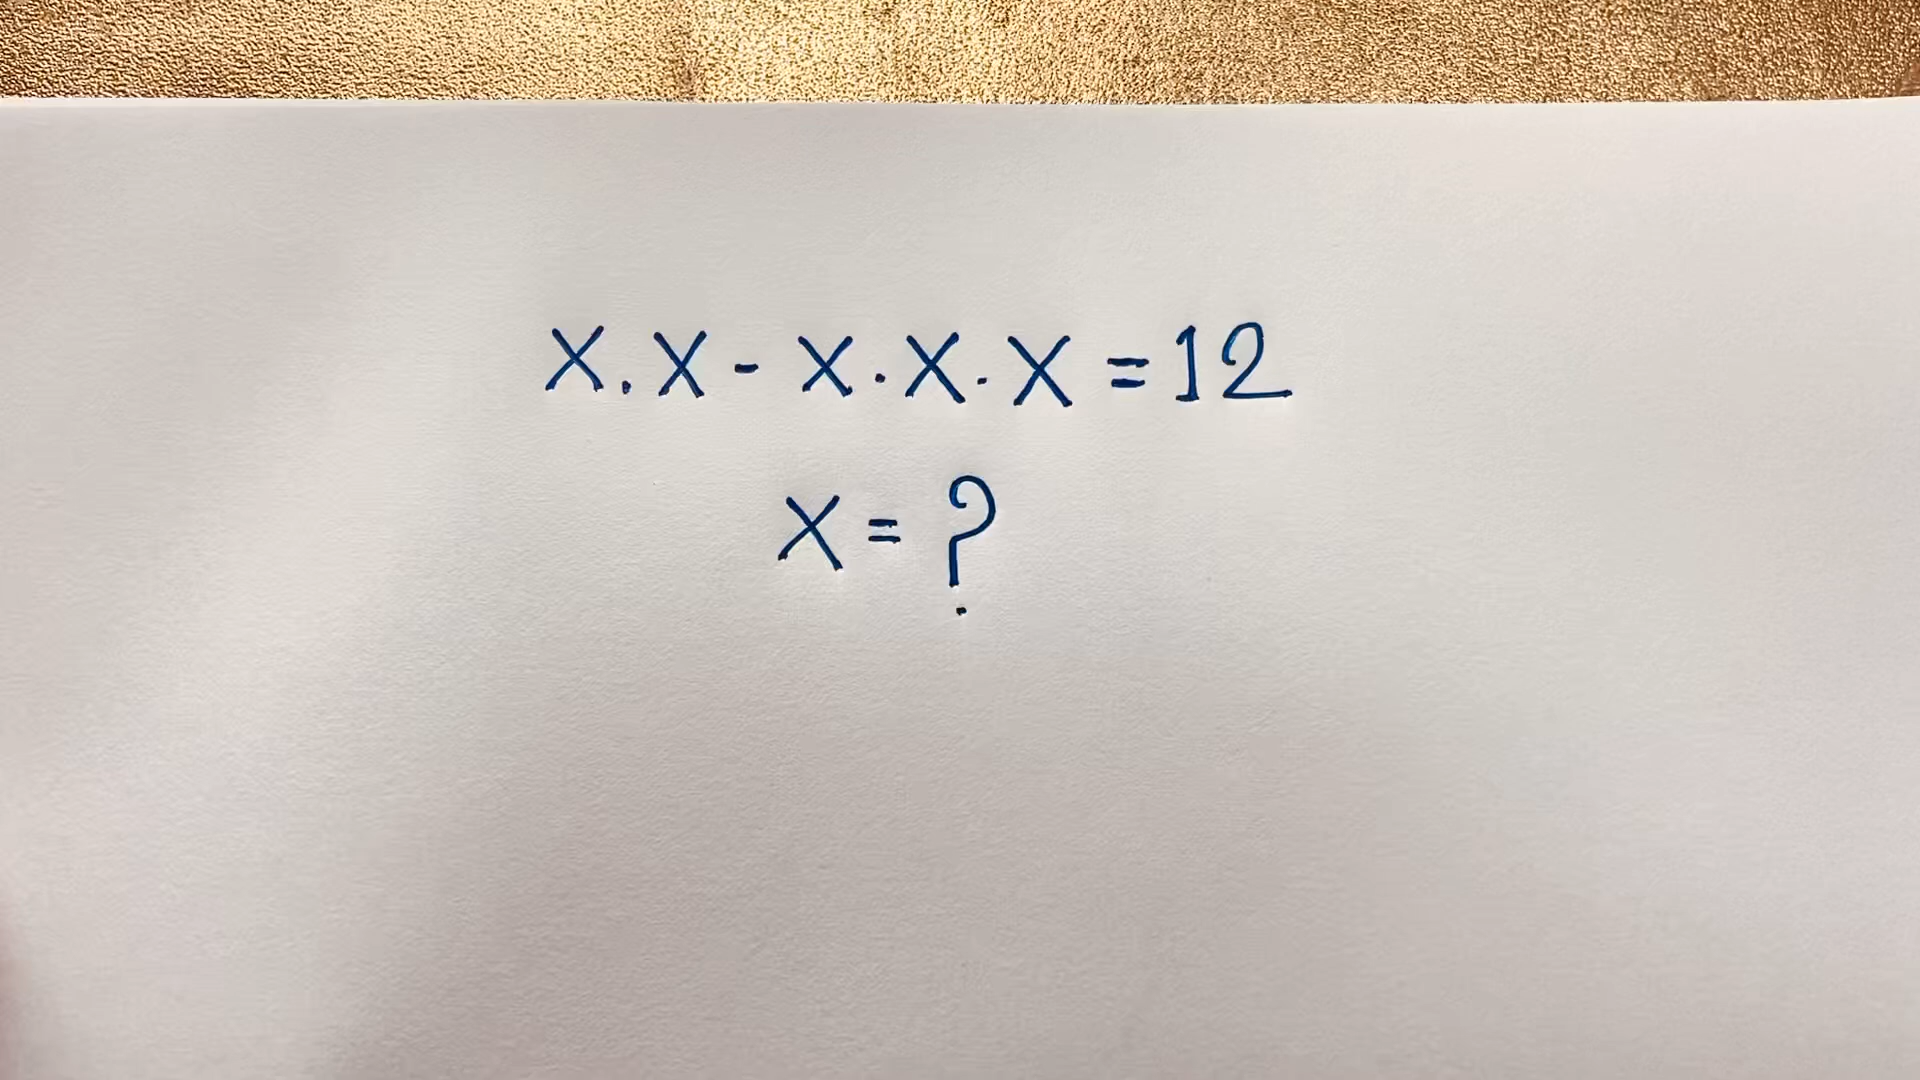 x.x - x.x.x = 12
x = ?